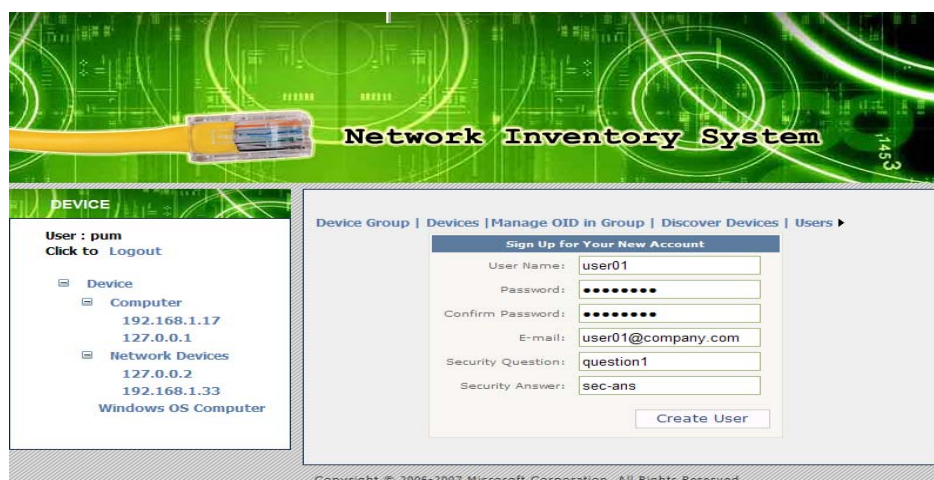 Network Inventory System
1453
DEVICE
User : pum
Click to Logout
Device
Computer
192.168.1.17
127.0.0.1
Network Devices
127.0.0.2
192.168.1.33
Windows OS Computer
Device Group | Devices |Manage OID in Group | Discover Devices | Users
Sign Up for Your New Account
User Name: user01
Password: ●●●●●●●●
Confirm Password: ●●●●●●●●
E-mail: user01@company.com
Security Question: question1
Security Answer: sec-ans
Create User
Copyright © 2006-2007 Microsoft Corporation. All Rights Reserved